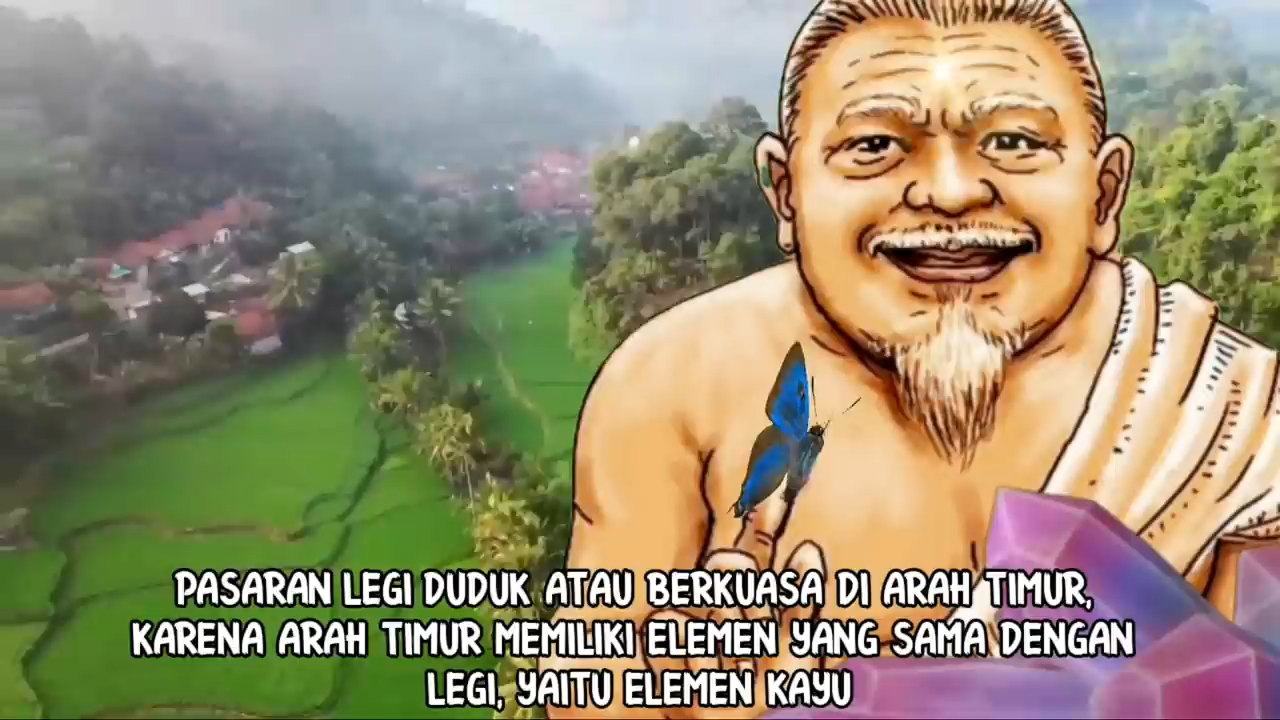 PASARAN LEGI DUDUK ATAU BERKUASA DI ARAH TIMUR,
KARENA ARAH TIMUR MEMILIKI ELEMEN YANG SAMA DENGAN
LEGI, YAITU ELEMEN KAYU